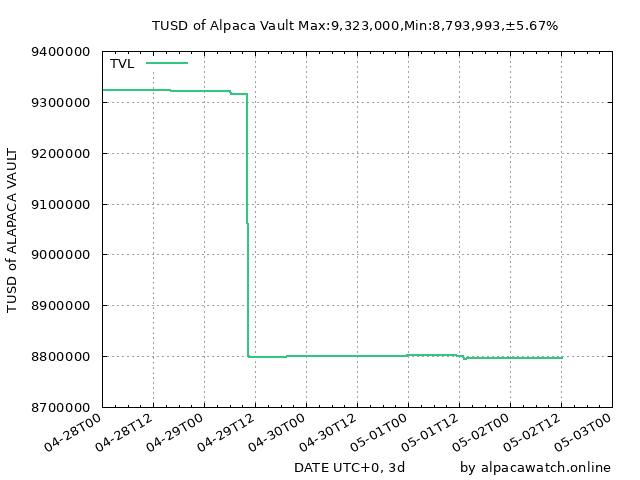 TUSD of Alpaca Vault Max:9,323,000,Min:8,793,993,±5.67%
TVL
9400000
9300000
9200000
9100000
9000000
8900000
8800000
8700000
TUSD of ALAPACA VAULT
04-28T00
04-28T12
04-29T00
04-29T12
04-30T00
04-30T12
05-01T00
05-01T12
05-02T00
05-02T12
05-03T00
DATE UTC+0, 3d
by alpacawatch.online